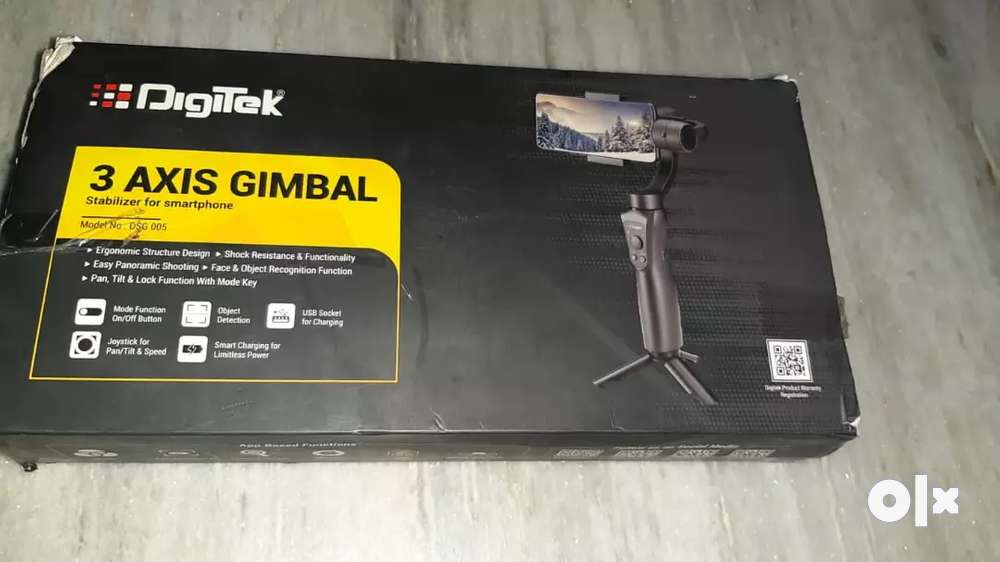 DigiTek®
3 AXIS GIMBAL
Stabilizer for smartphone
Model No. DSG 005
Ergonomic Structure Design
Shock Resistance & Functionality
Easy Panoramic Shooting
Face & Object Recognition Function
Pan, Tilt & Lock Function With Mode Key
Mode Function
On/Off Button
Object
Detection
USB Socket
for Charging
Joystick for
Pan/Tilt & Speed
Smart Charging for
Limitless Power
Digitek Product Warranty
Registration
App Based Functions
Social Media
olx